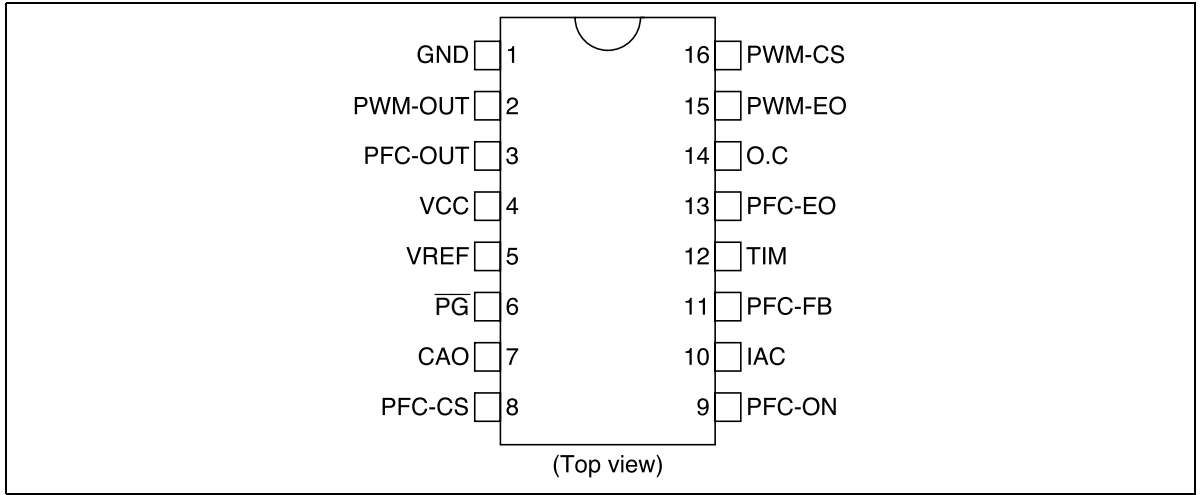 GND 1 16 PWM-CS
PWM-OUT 2 15 PWM-EO
PFC-OUT 3 14 O.C
VCC 4 13 PFC-EO
VREF 5 12 TIM
P̅G̅ 6 11 PFC-FB
CAO 7 10 IAC
PFC-CS 8 9 PFC-ON
(Top view)